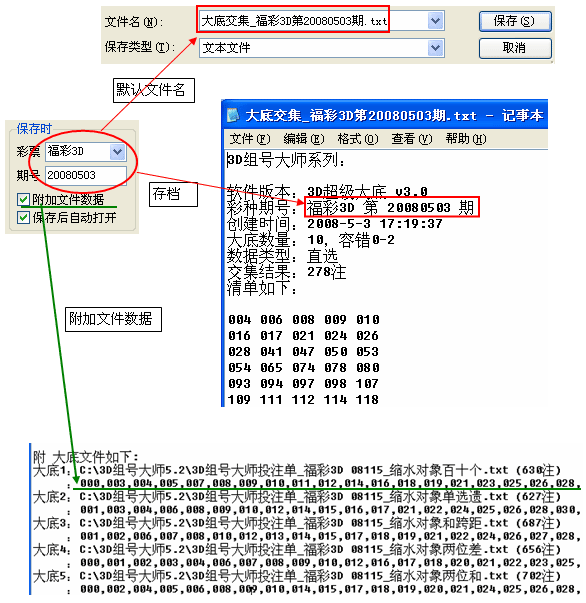 文件名(N):
大底交集_福彩3D第20080503期.txt
保存(S)
保存类型(T):
文本文件
取消
默认文件名
保存时
彩票 福彩3D
期号 20080503
附加文件数据
保存后自动打开
存档
附加文件数据
大底交集_福彩3D第20080503期.txt - 记事本
文件(F) 编辑(E) 格式(O) 查看(V) 帮助(H)
3D组号大师系列:
软件版本: 3D超级大底 v3.0
彩种期号: 福彩3D 第 20080503 期
创建时间: 2008-5-3 17:19:37
大底数量: 10, 容错0-2
数据类型: 直选
交集结果: 278注
清单如下:
004 006 008 009 010
016 017 021 024 026
028 041 047 050 053
054 065 074 078 080
093 094 097 098 107
109 111 112 114 118
附 大底文件如下:
大底1: C:\3D组号大师5.2\3D组号大师投注单_福彩3D 08115_缩水对象百十个.txt (630注)
: 000,003,004,005,007,008,009,010,011,012,014,016,018,019,021,023,025,026,028,
大底2: C:\3D组号大师5.2\3D组号大师投注单_福彩3D 08115_缩水对象单选遗.txt (627注)
: 001,003,004,006,008,009,010,012,014,015,016,017,021,022,024,025,026,028,030,
大底3: C:\3D组号大师5.2\3D组号大师投注单_福彩3D 08115_缩水对象和跨距.txt (687注)
: 001,002,006,007,008,010,012,013,014,015,017,018,019,021,022,024,026,027,028,
大底4: C:\3D组号大师5.2\3D组号大师投注单_福彩3D 08115_缩水对象两位差.txt (656注)
: 001,002,003,004,006,007,008,009,010,012,016,017,018,020,021,022,023,025,
大底5: C:\3D组号大师5.2\3D组号大师投注单_福彩3D 08115_缩水对象两位和.txt (702注)
: 000,002,004,005,006,008,009,010,012,014,015,018,019,020,021,024,025,026,028,